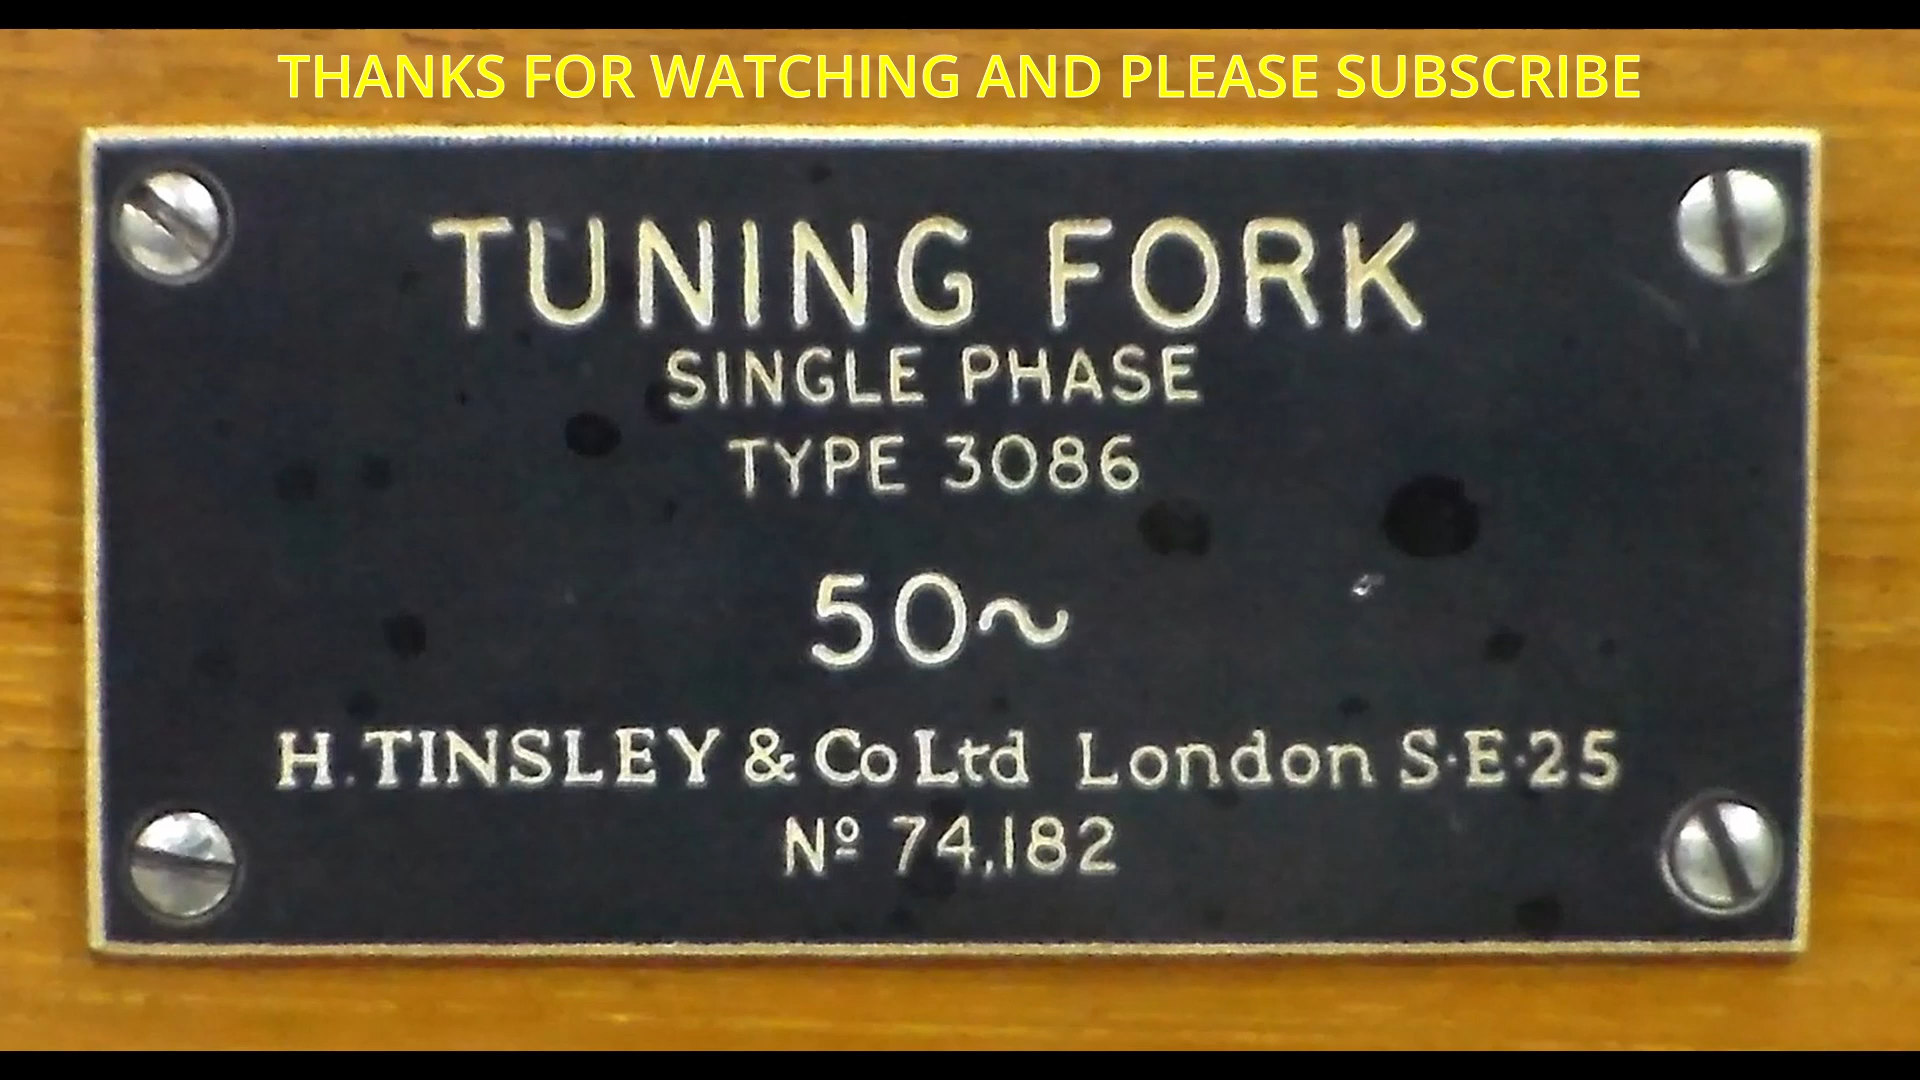 THANKS FOR WATCHING AND PLEASE SUBSCRIBE
TUNING FORK
SINGLE PHASE
TYPE 3086
50~
H.TINSLEY & Co Ltd London S·E·25
Nº 74,182